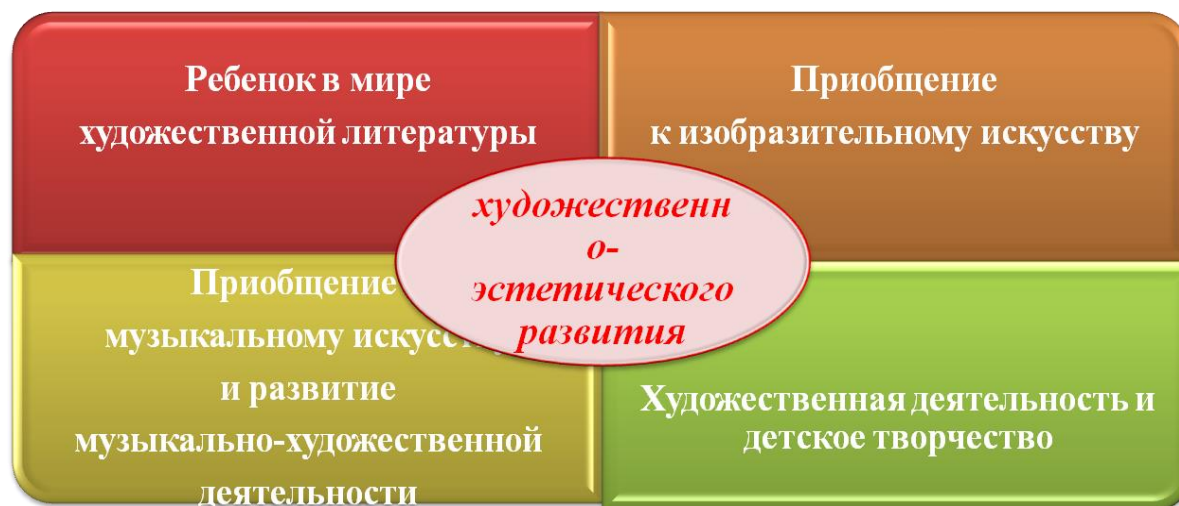 Ребенок в мире
художественной литературы
Приобщение
к изобразительному искусству
художественн
о-
эстетического
развития
Приобщение
музыкальному
и развитие
музыкально-художественной
деятельности
Художественная деятельность и
детское творчество